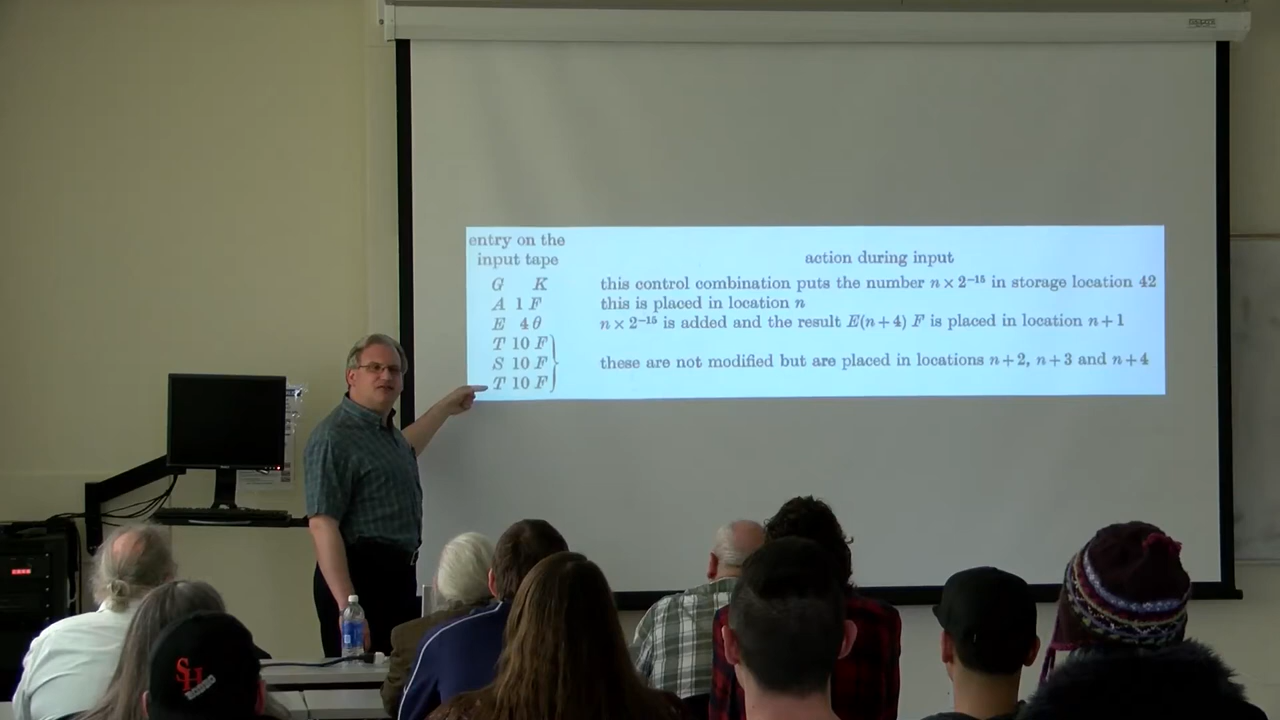 entry on the
input tape
action during input
G K this control combination puts the number n × 2⁻¹⁵ in storage location 42
A 1 F this is placed in location n
E 4 θ n × 2⁻¹⁵ is added and the result E(n+4) F is placed in location n+1
T 10 F
S 10 F these are not modified but are placed in locations n+2, n+3 and n+4
T 10 F
SH